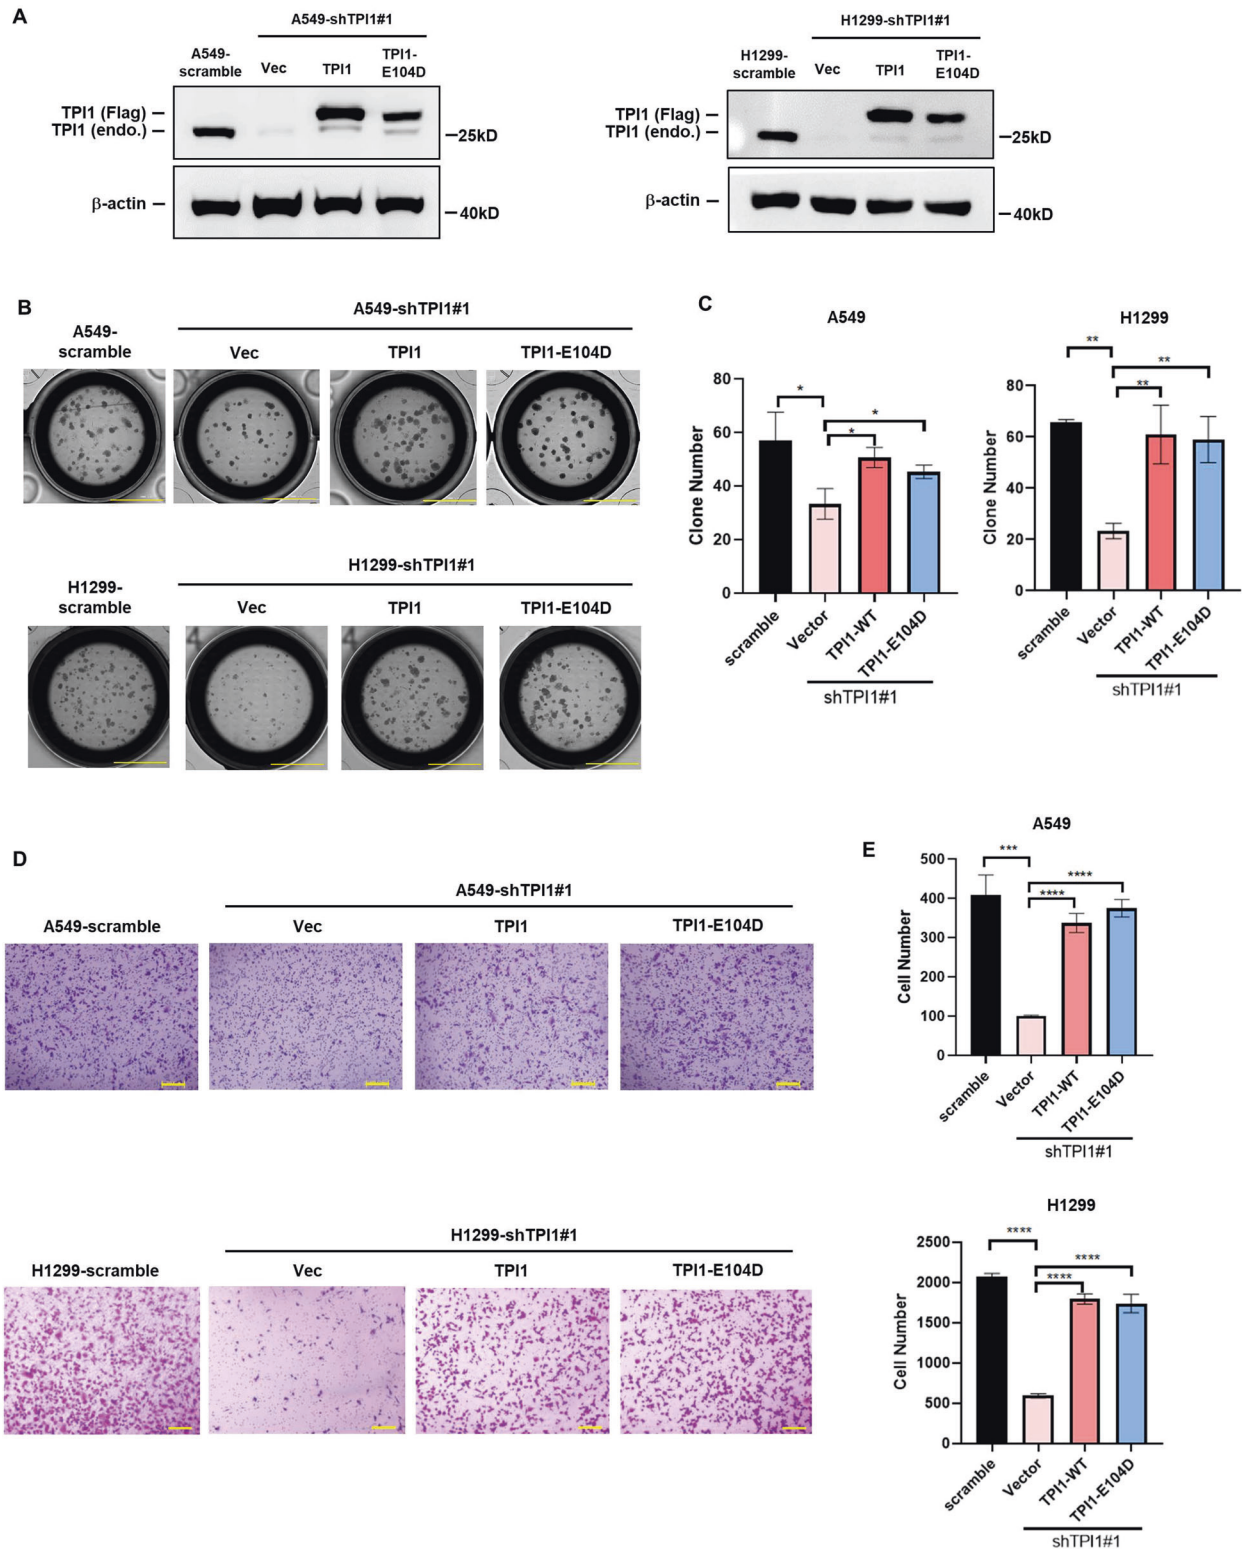 A
A549-shTPI1#1
A549-
scramble
Vec
TPI1
TPI1-
E104D
TPI1 (Flag)
TPI1 (endo.)
25kD
β-actin
40kD
H1299-shTPI1#1
H1299-
scramble
Vec
TPI1
TPI1-
E104D
TPI1 (Flag)
TPI1 (endo.)
25kD
β-actin
40kD
B
A549-shTPI1#1
A549-
scramble
Vec
TPI1
TPI1-E104D
H1299-shTPI1#1
H1299-
scramble
Vec
TPI1
TPI1-E104D
C
A549
Clone Number
80
60
40
20
0
*
*
*
scramble
Vector
TPI1-WT
TPI1-E104D
shTPI1#1
H1299
Clone Number
80
60
40
20
0
**
**
**
scramble
Vector
TPI1-WT
TPI1-E104D
shTPI1#1
D
A549-shTPI1#1
A549-scramble
Vec
TPI1
TPI1-E104D
H1299-shTPI1#1
H1299-scramble
Vec
TPI1
TPI1-E104D
E
A549
Cell Number
500
400
300
200
100
0
***
****
****
scramble
Vector
TPI1-WT
TPI1-E104D
shTPI1#1
H1299
Cell Number
2500
2000
1500
1000
500
0
****
****
****
scramble
Vector
TPI1-WT
TPI1-E104D
shTPI1#1